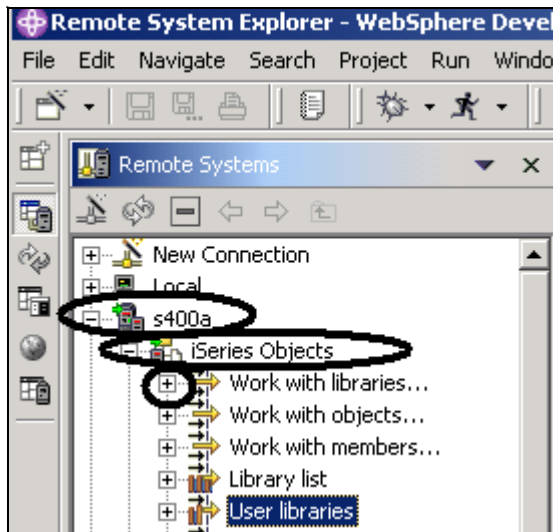 Remote System Explorer - WebSphere Devel
File Edit Navigate Search Project Run Windo
Remote Systems
New Connection
Local
s400a
iSeries Objects
Work with libraries...
Work with objects...
Work with members...
Library list
User libraries